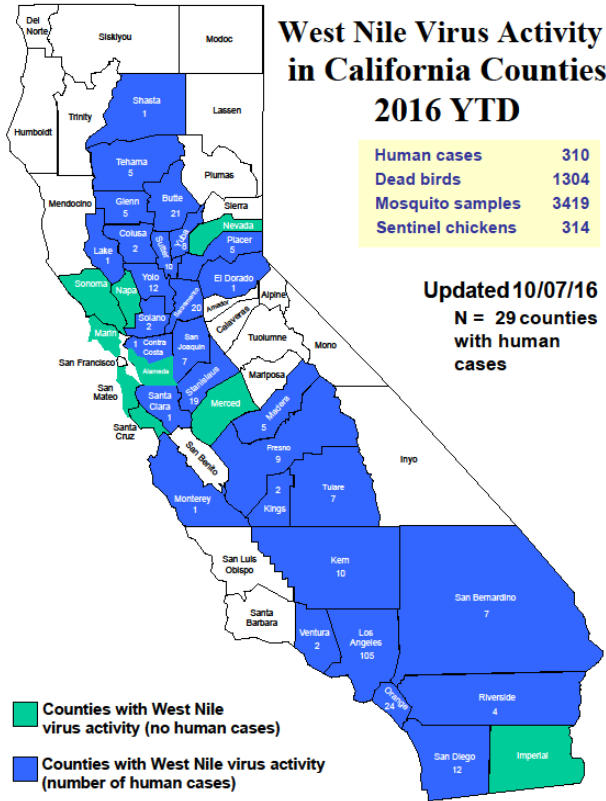 West Nile Virus Activity
in California Counties
2016 YTD
Human cases 310
Dead birds 1304
Mosquito samples 3419
Sentinel chickens 314
Updated 10/07/16
N = 29 counties
with human
cases
Del
Norte
Siskiyou
Modoc
Shasta
1
Trinity
Lassen
Humboldt
Tehama
5
Plumas
Mendocino
Glenn
5
Butte
21
Sierra
Nevada
Colusa
2
Sutter
10
Yuba
Placer
5
Lake
1
Sonoma
Napa
Yolo
12
El Dorado
1
Sacramento
20
Alpine
Amador
Solano
2
Calaveras
Marin
1
Contra
Costa
San
Joaquin
7
Tuolumne
Mono
San Francisco
Alameda
Stanislaus
19
Mariposa
San
Mateo
Santa
Clara
1
Merced
Madera
5
Santa
Cruz
San Benito
Fresno
9
Inyo
Monterey
1
2
Kings
Tulare
7
San Luis
Obispo
Kern
10
San Bernardino
7
Santa
Barbara
Ventura
2
Los
Angeles
105
Orange
24
Riverside
4
San Diego
12
Imperial
Counties with West Nile
virus activity (no human cases)
Counties with West Nile virus activity
(number of human cases)